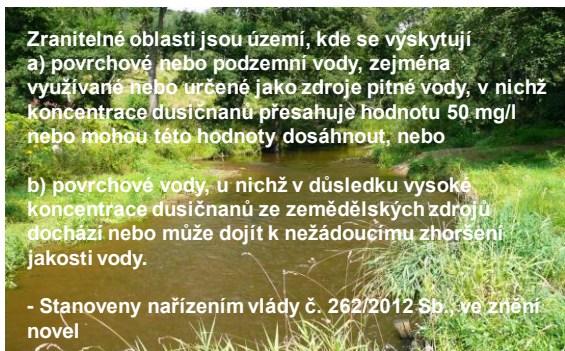 Zranitelné oblasti jsou území, kde se vyskytují
a) povrchové nebo podzemní vody, zejména
využívané nebo určené jako zdroje pitné vody, v nichž
koncentrace dusičnanů přesahuje hodnotu 50 mg/l
nebo mohou této hodnoty dosáhnout, nebo
b) povrchové vody, u nichž v důsledku vysoké
koncentrace dusičnanů ze zemědělských zdrojů
dochází nebo může dojít k nežádoucímu zhoršení
jakosti vody.
- Stanoveny nařízením vlády č. 262/2012 Sb., ve znění
novel